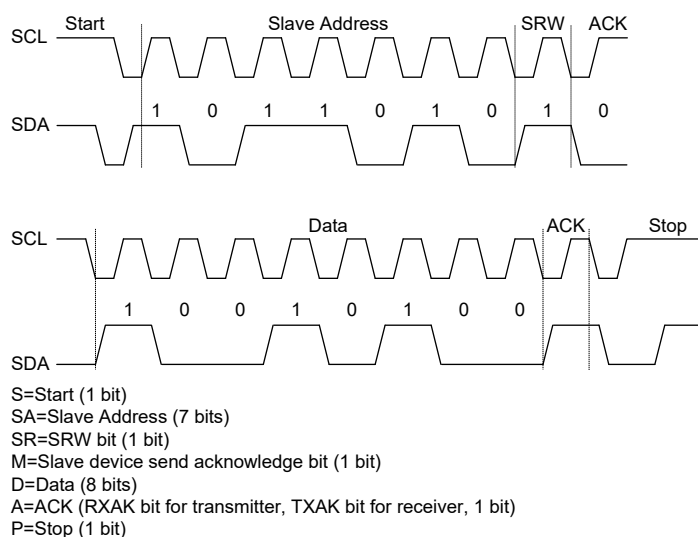 Start Slave Address SRW ACK
SCL
1 0 1 1 0 1 0 1 0
SDA
Data ACK Stop
SCL
1 0 0 1 0 1 0 0
SDA
S=Start (1 bit)
SA=Slave Address (7 bits)
SR=SRW bit (1 bit)
M=Slave device send acknowledge bit (1 bit)
D=Data (8 bits)
A=ACK (RXAK bit for transmitter, TXAK bit for receiver, 1 bit)
P=Stop (1 bit)